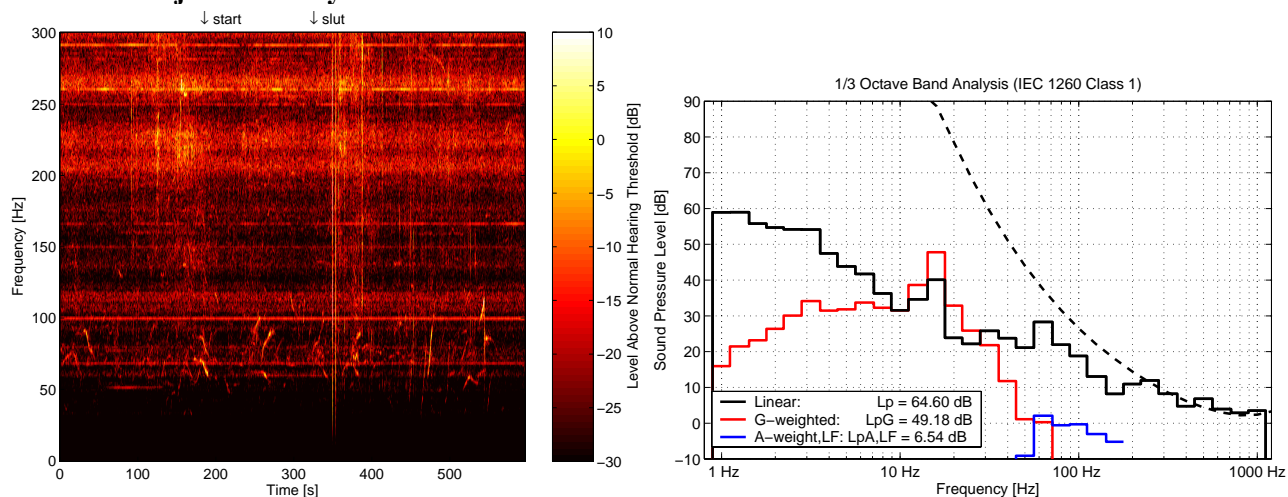 ↓ start ↓ slut
300
250
200
150
100
50
0
Frequency [Hz]
0 100 200 300 400 500
Time [s]
10
5
0
−5
−10
−15
−20
−25
−30
Level Above Normal Hearing Threshold [dB]
1/3 Octave Band Analysis (IEC 1260 Class 1)
90
80
70
60
50
40
30
20
10
0
−10
Sound Pressure Level [dB]
Linear: Lp = 64.60 dB
G−weighted: LpG = 49.18 dB
A−weight,LF: LpA,LF = 6.54 dB
1 Hz 10 Hz 100 Hz 1000 Hz
Frequency [Hz]